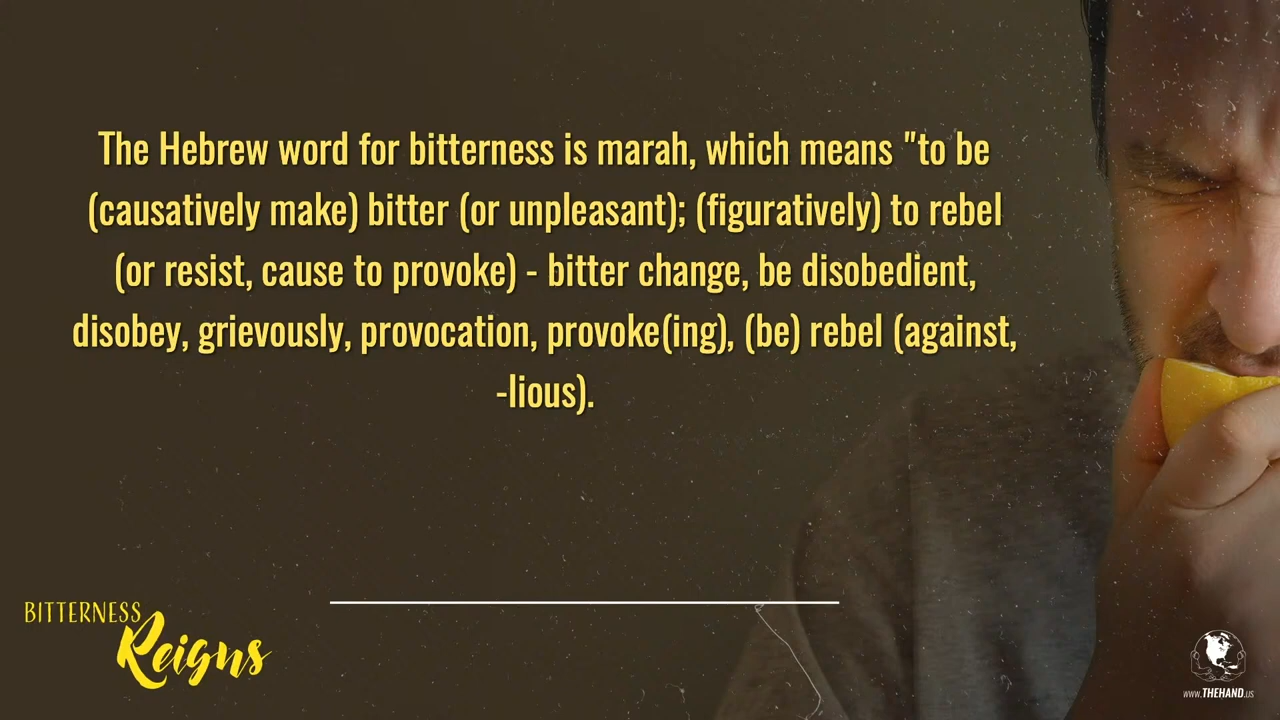 The Hebrew word for bitterness is marah, which means "to be
(causatively make) bitter (or unpleasant); (figuratively) to rebel
(or resist, cause to provoke) - bitter change, be disobedient,
disobey, grievously, provocation, provoke(ing), (be) rebel (against,
-lious).
BITTERNESS
Reigns
www.THEHAND.us